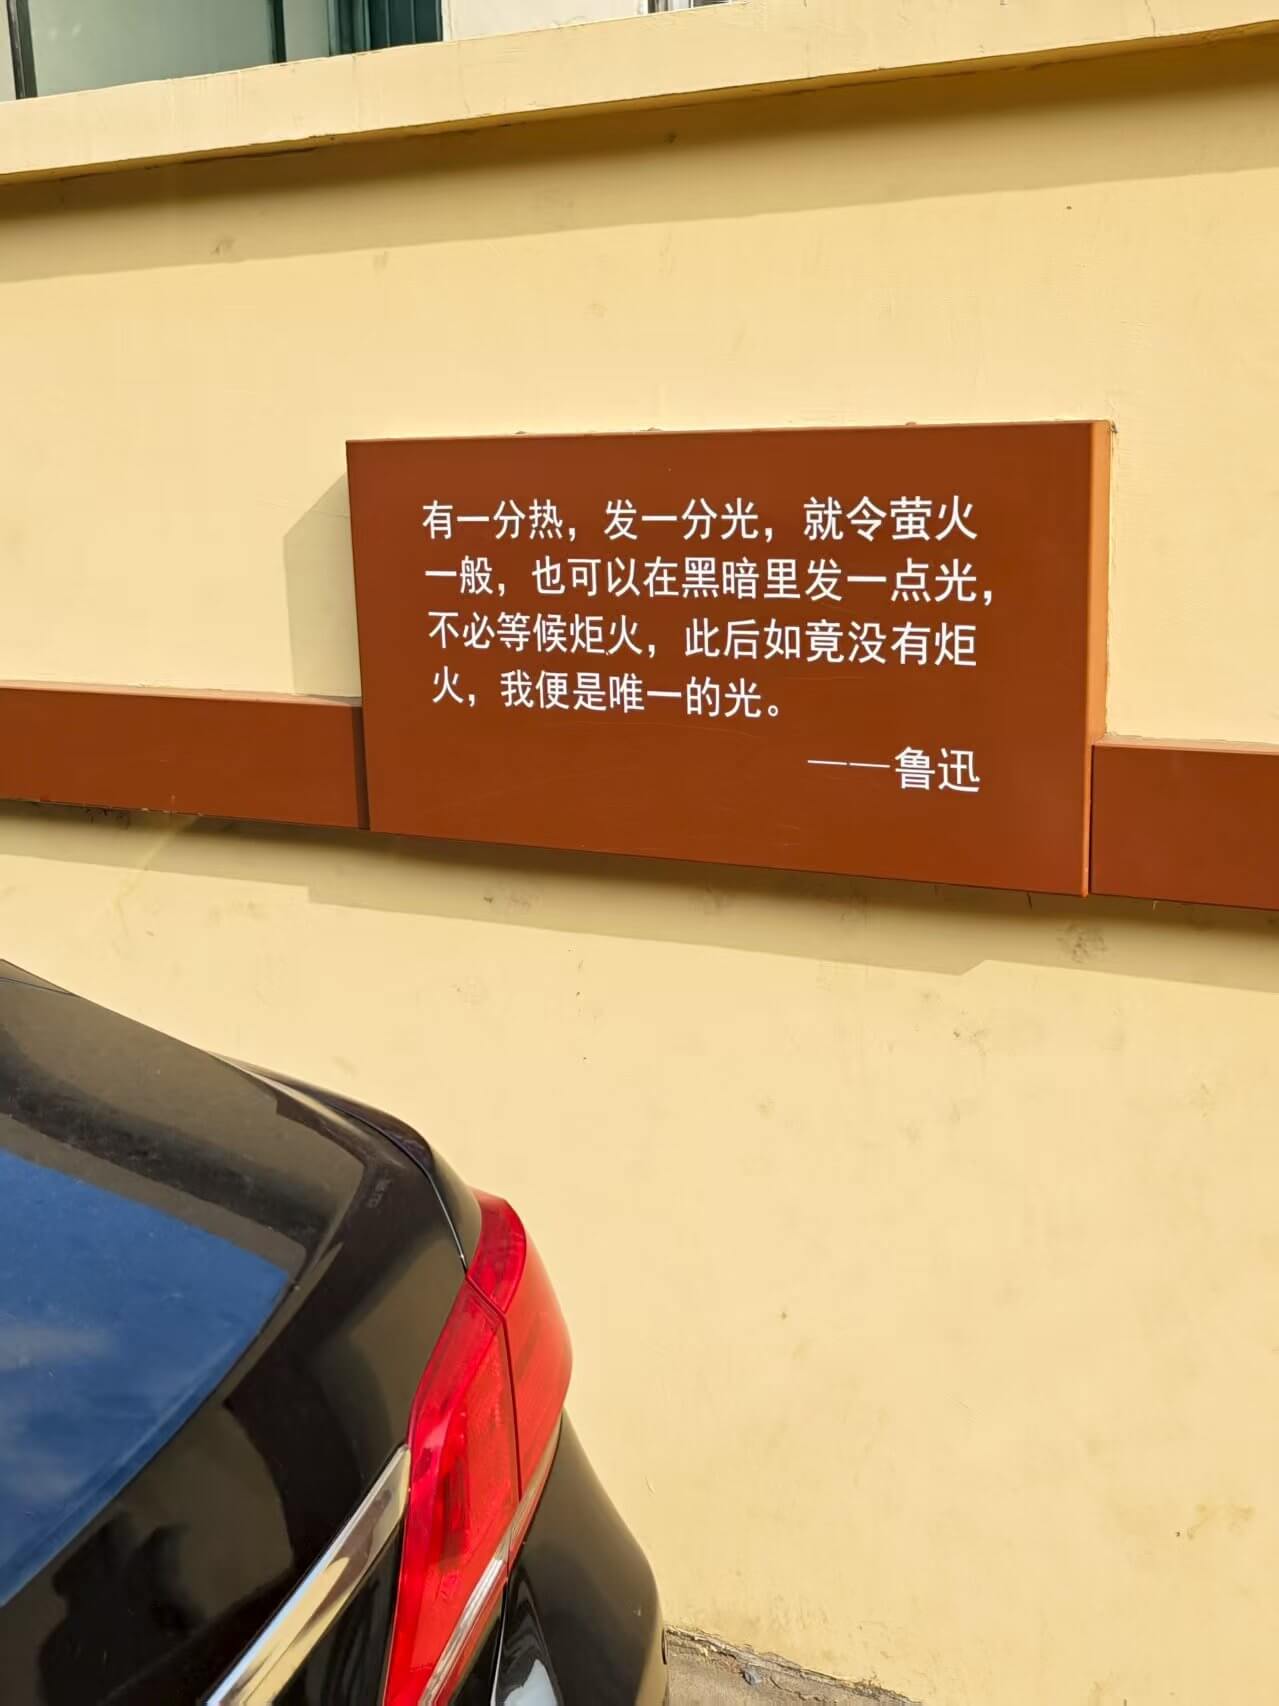 有一分热，发一分光，就令萤火
一般，也可以在黑暗里发一点光，
不必等候炬火，此后如竟没有炬
火，我便是唯一的光。
——鲁迅